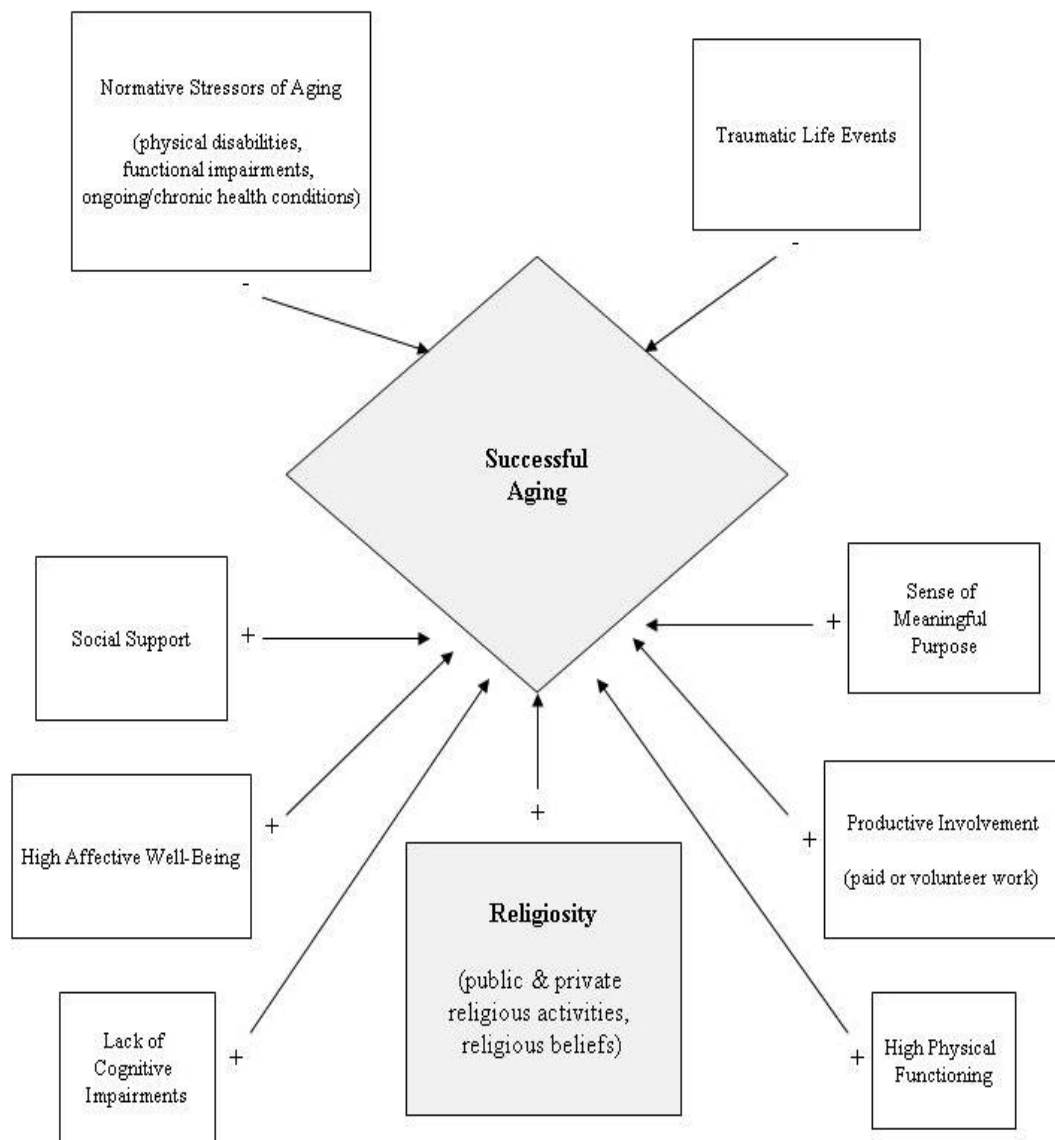 Normative Stressors of Aging
(physical disabilities,
functional impairments,
ongoing/chronic health conditions)
-
Traumatic Life Events
-
Successful
Aging
Social Support
+
+
Sense of
Meaningful
Purpose
High Affective Well-Being
+
+
Productive Involvement
(paid or volunteer work)
+
Religiosity
(public & private
religious activities,
religious beliefs)
Lack of
Cognitive
Impairments
+
+
High Physical
Functioning